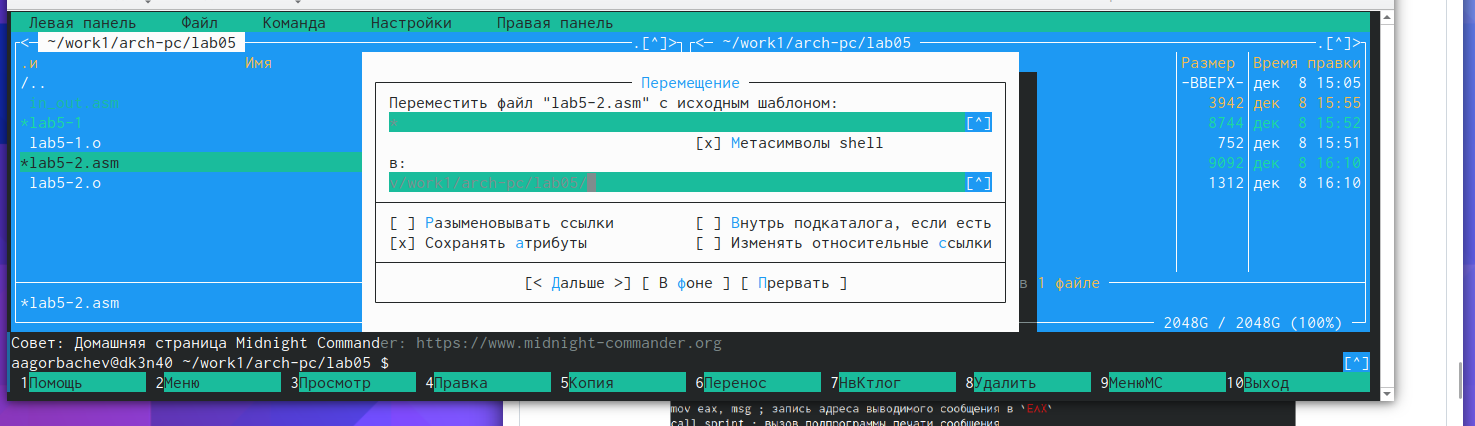 Левая панель Файл Команда Настройки Правая панель
<─ ~/work1/arch-pc/lab05 .[^]>┐┌<─ ~/work1/arch-pc/lab05 .[^]>
.и Имя Размер Время правки
/.. -ВВЕРХ- дек 8 15:05
in_out.asm 3942 дек 8 15:55
*lab5-1 8744 дек 8 15:52
lab5-1.o 752 дек 8 15:51
*lab5-2.asm 9092 дек 8 16:10
lab5-2.o 1312 дек 8 16:10
Перемещение
Переместить файл "lab5-2.asm" с исходным шаблоном:
[^]
[x] Метасимволы shell
в:
/work1/arch-pc/lab05/ [^]
[ ] Разыменовывать ссылки [ ] Внутрь подкаталога, если есть
[x] Сохранять атрибуты [ ] Изменять относительные ссылки
[< Дальше >] [ В фоне ] [ Прервать ]
в 1 файле
*lab5-2.asm
2048G / 2048G (100%)
Совет: Домашняя страница Midnight Commander: https://www.midnight-commander.org
aagorbachev@dk3n40 ~/work1/arch-pc/lab05 $ [^]
1Помощь 2Меню 3Просмотр 4Правка 5Копия 6Перенос 7НвКтлог 8Удалить 9МенюМС 10Выход
mov eax, msg ; запись адреса выводимого сообщения в `EAX`
call sprint ; вызов подпрограммы печати сообщения